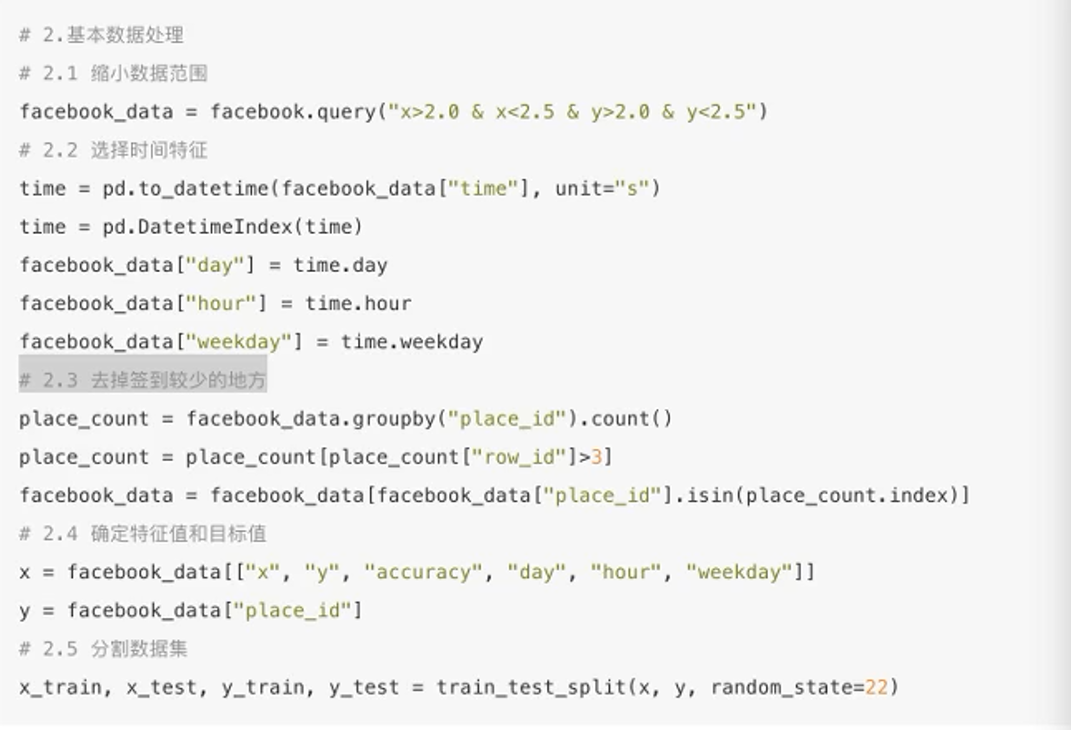 # 2.基本数据处理
# 2.1 缩小数据范围
facebook_data = facebook.query("x>2.0 & x<2.5 & y>2.0 & y<2.5")
# 2.2 选择时间特征
time = pd.to_datetime(facebook_data["time"], unit="s")
time = pd.DatetimeIndex(time)
facebook_data["day"] = time.day
facebook_data["hour"] = time.hour
facebook_data["weekday"] = time.weekday
# 2.3 去掉签到较少的地方
place_count = facebook_data.groupby("place_id").count()
place_count = place_count[place_count["row_id"]>3]
facebook_data = facebook_data[facebook_data["place_id"].isin(place_count.index)]
# 2.4 确定特征值和目标值
x = facebook_data[["x", "y", "accuracy", "day", "hour", "weekday"]]
y = facebook_data["place_id"]
# 2.5 分割数据集
x_train, x_test, y_train, y_test = train_test_split(x, y, random_state=22)